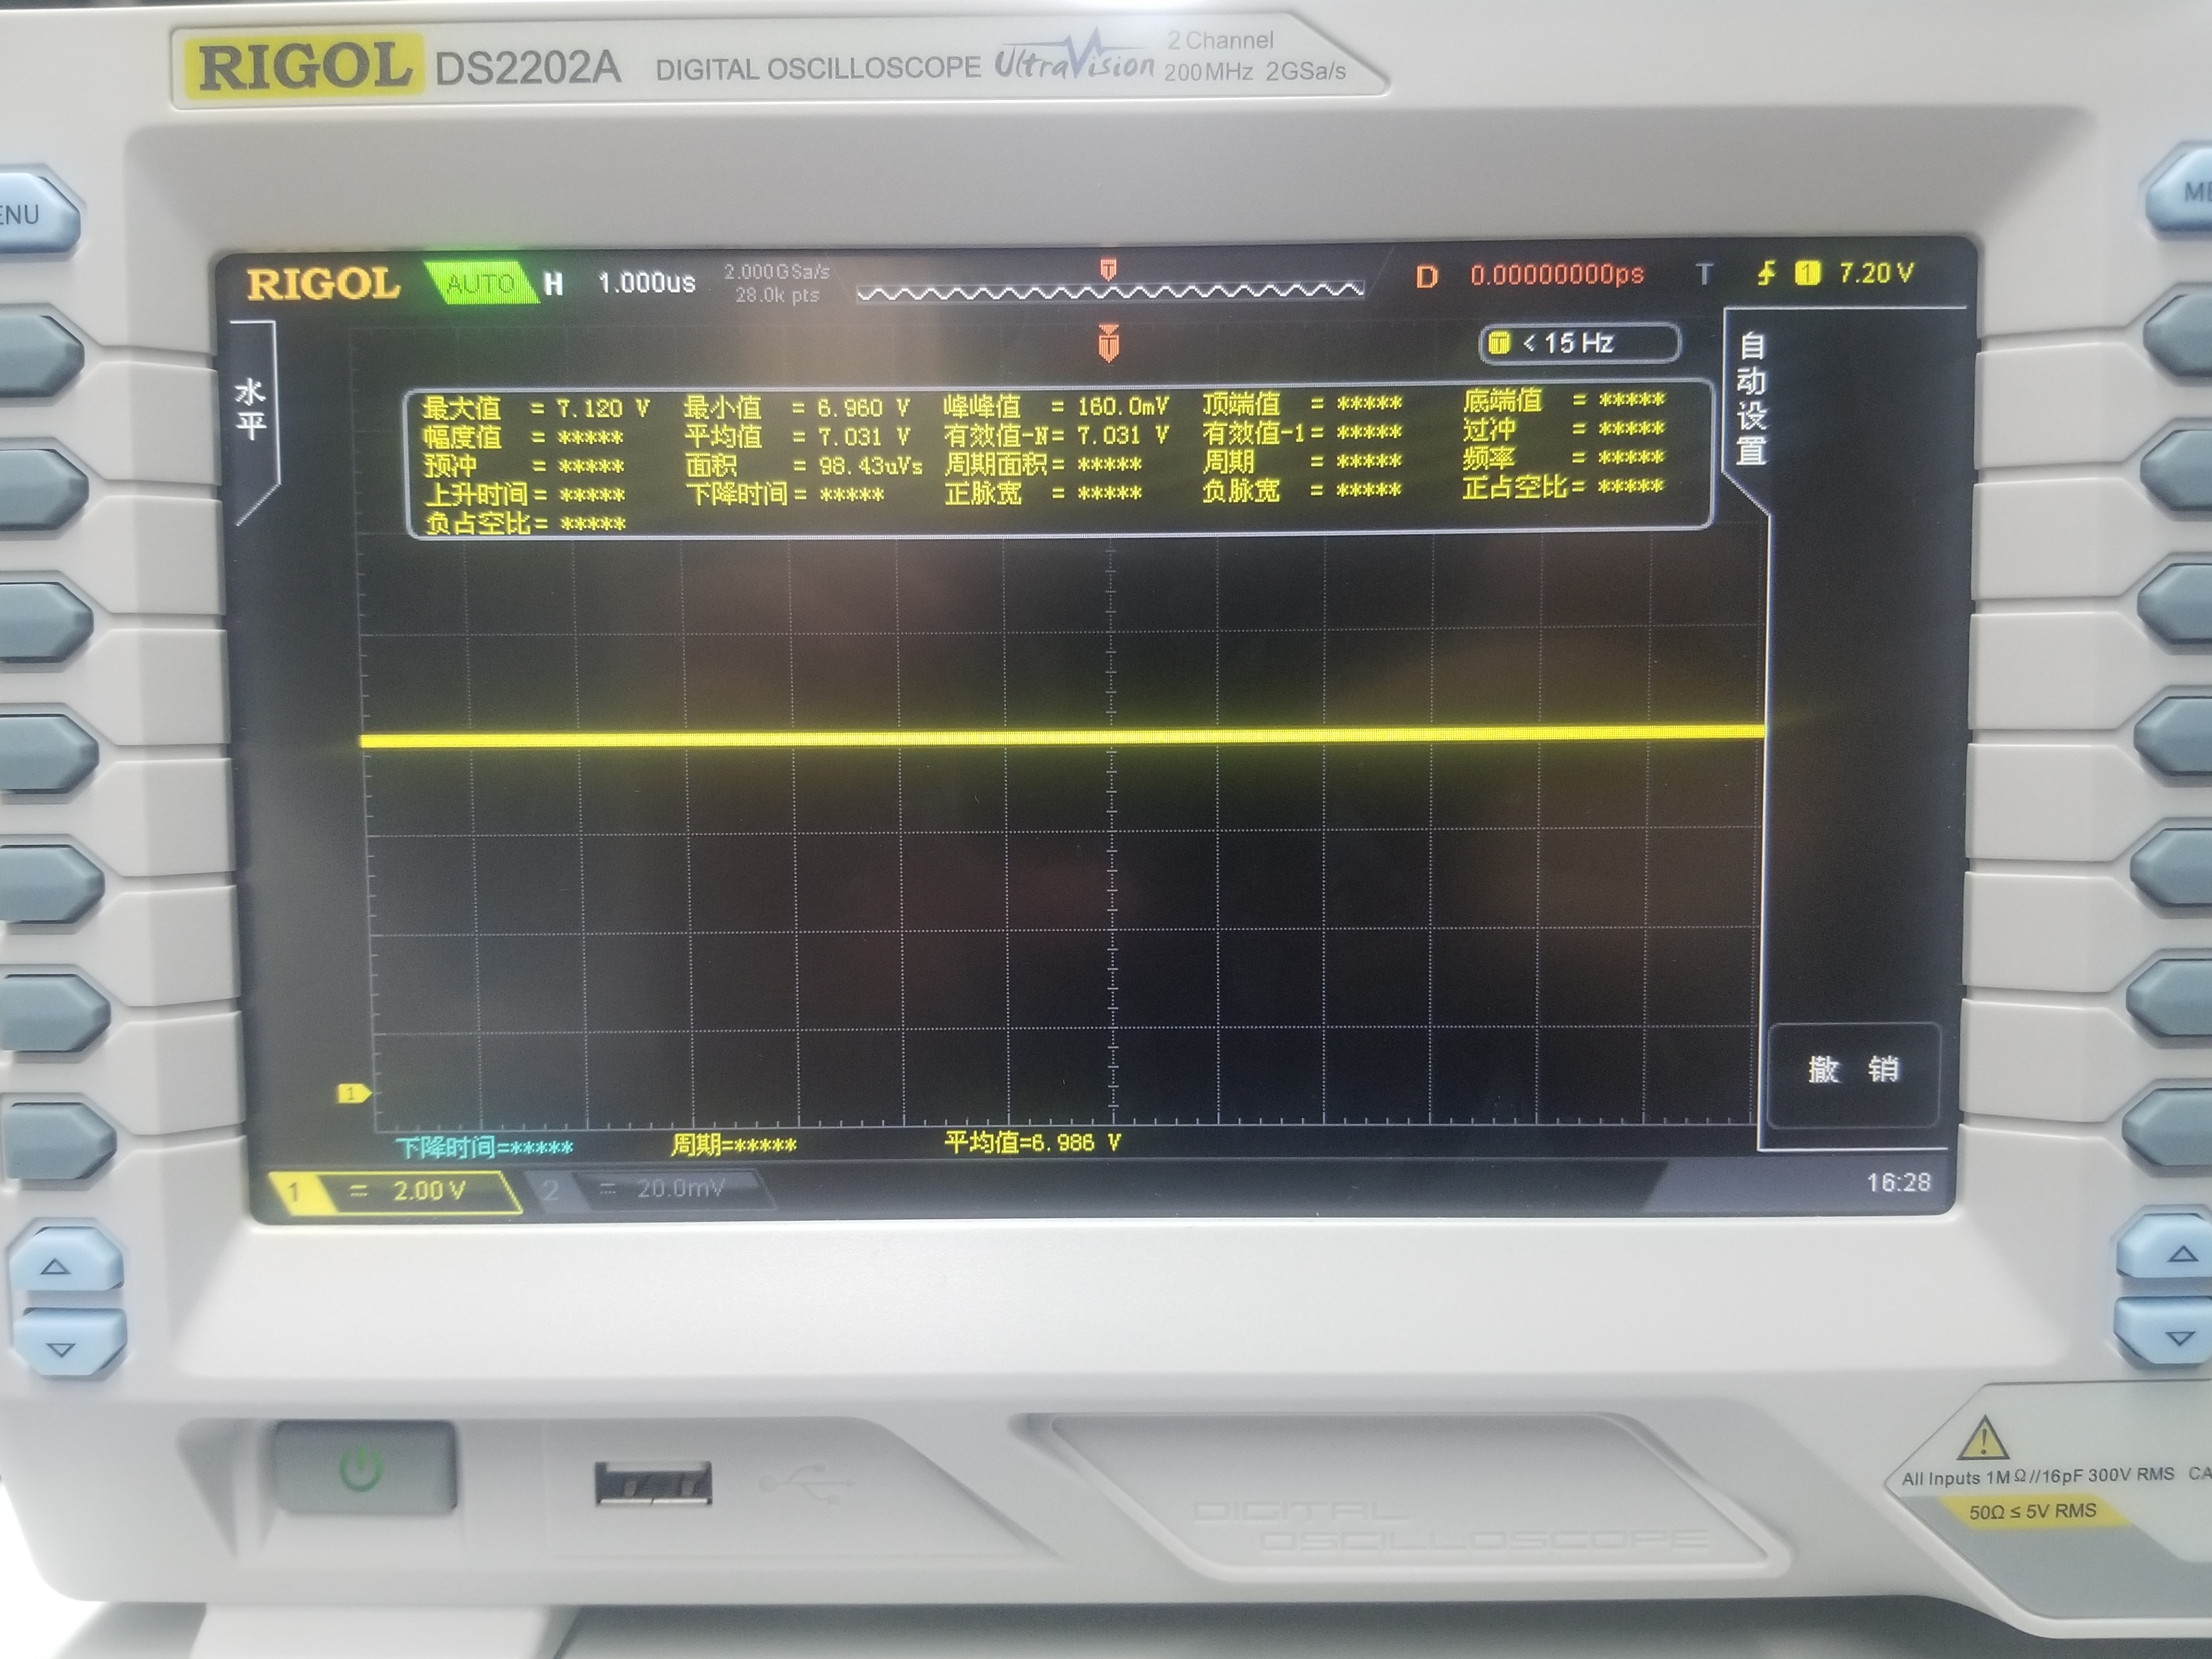 RIGOL DS2202A DIGITAL OSCILLOSCOPE UltraVision 2 Channel
200MHz 2GSa/s
RIGOL AUTO H 1.000us 2.000GSa/s 28.0k pts D 0.00000000ps T 1 7.20 V
T
T
T < 15 Hz
水平
自动设置
最大值 = 7.120 V 最小值 = 6.960 V 峰峰值 = 160.0mV 顶端值 = ***** 底端值 = *****
幅度值 = ***** 平均值 = 7.031 V 有效值-N= 7.031 V 有效值-1= ***** 过冲 = *****
预冲 = ***** 面积 = 98.43uVs 周期面积= ***** 周期 = ***** 频率 = *****
上升时间= ***** 下降时间= ***** 正脉宽 = ***** 负脉宽 = ***** 正占空比= *****
负占空比= *****
撤 销
1
下降时间=***** 周期=***** 平均值=6.986 V
1 = 2.00 V 2 = 20.0mV 16:28
DIGITAL
OSCILLOSCOPE
All Inputs 1MΩ//16pF 300V RMS
50Ω ≤ 5V RMS